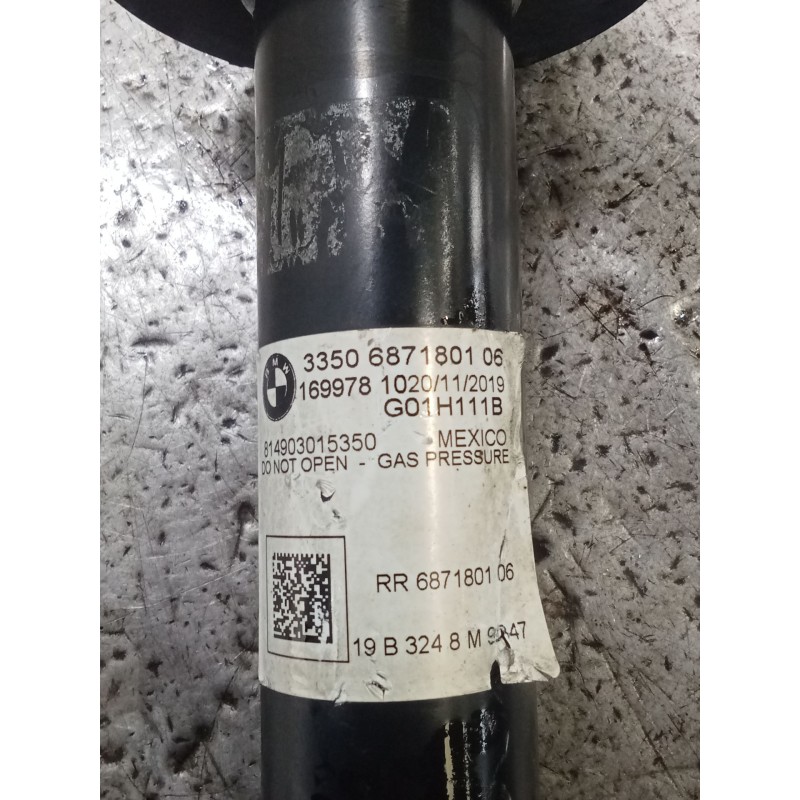 BMW
3350 6871801 06
169978 1020/11/2019
G01H111B
814903015350 MEXICO
DO NOT OPEN - GAS PRESSURE
RR 6871801 06
19 B 324 8 M